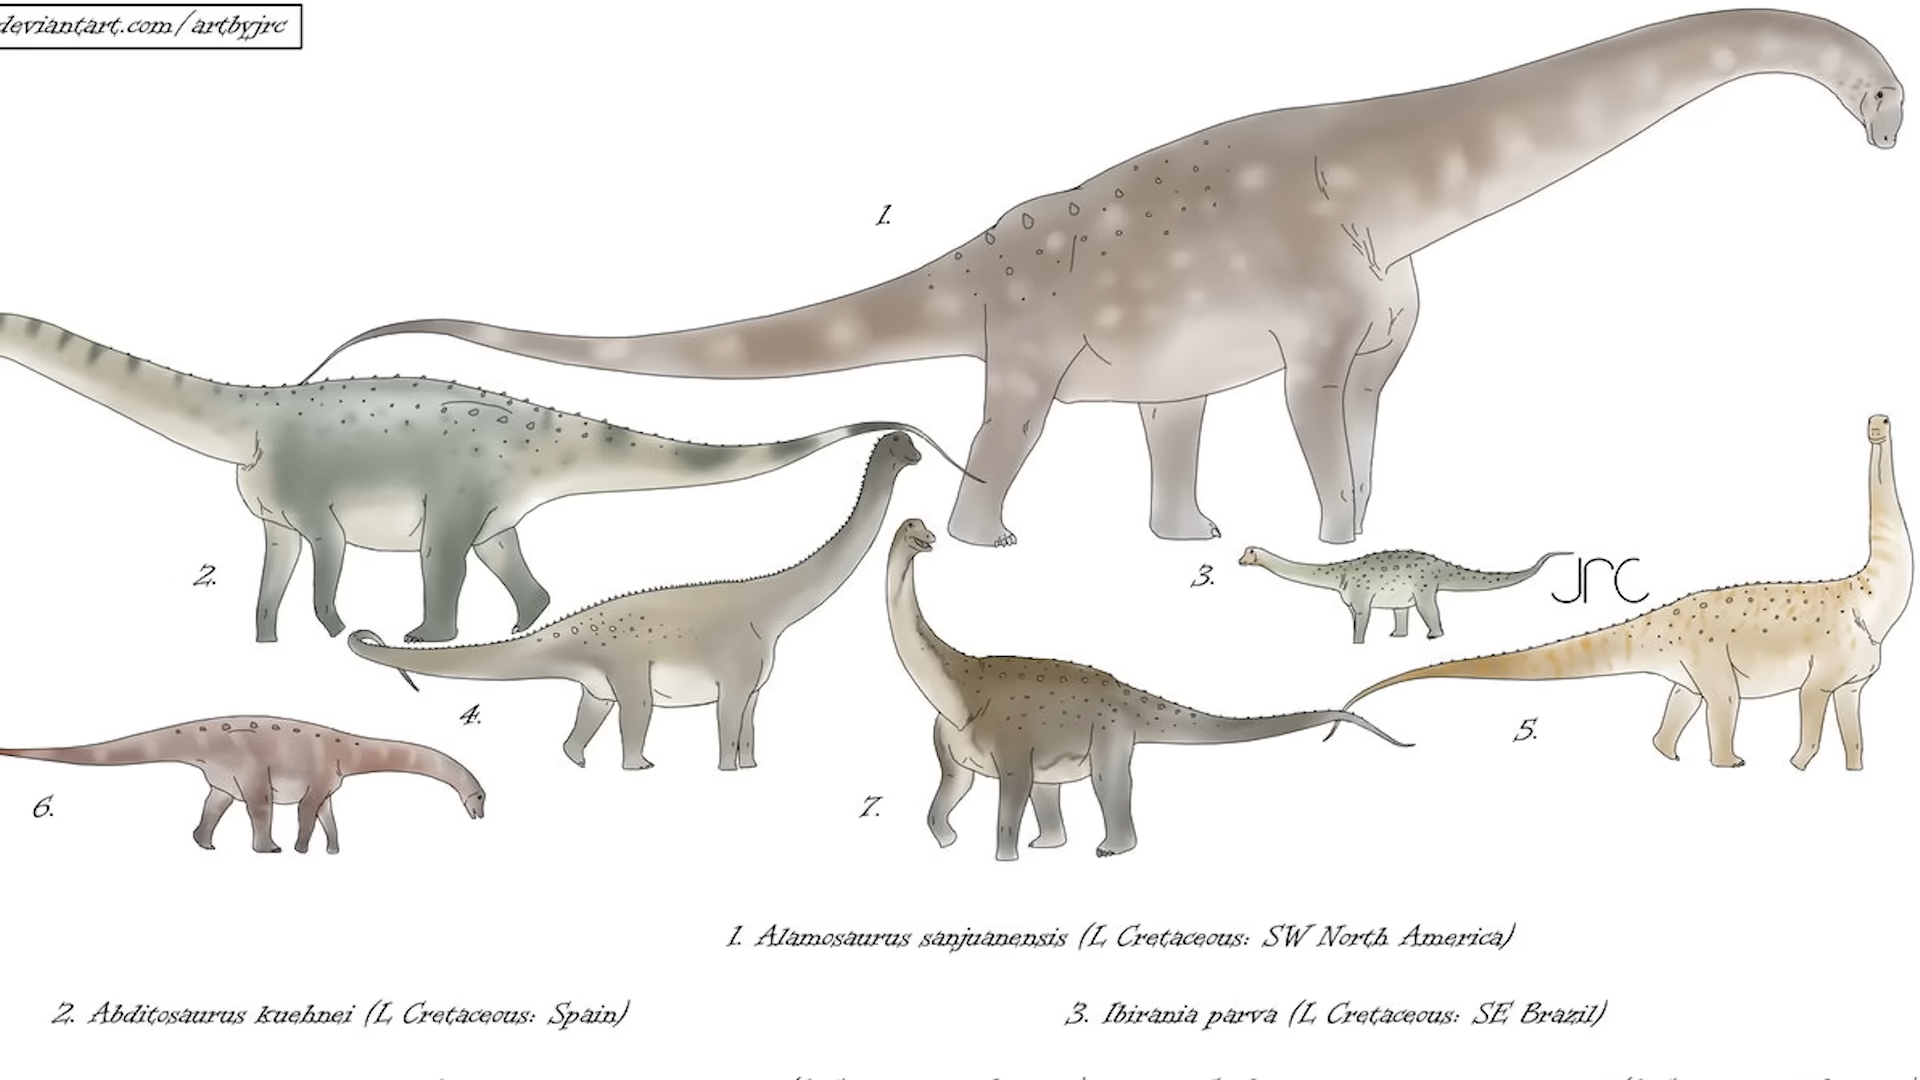 deviantart.com/artbyjrc
1.
2.
3.
JrC
4.
5.
6.
7.
1. Alamosaurus sanjuanensis (L Cretaceous: SW North America)
2. Abditosaurus kuehnei (L Cretaceous: Spain)
3. Ibirania parva (L Cretaceous: SE Brazil)